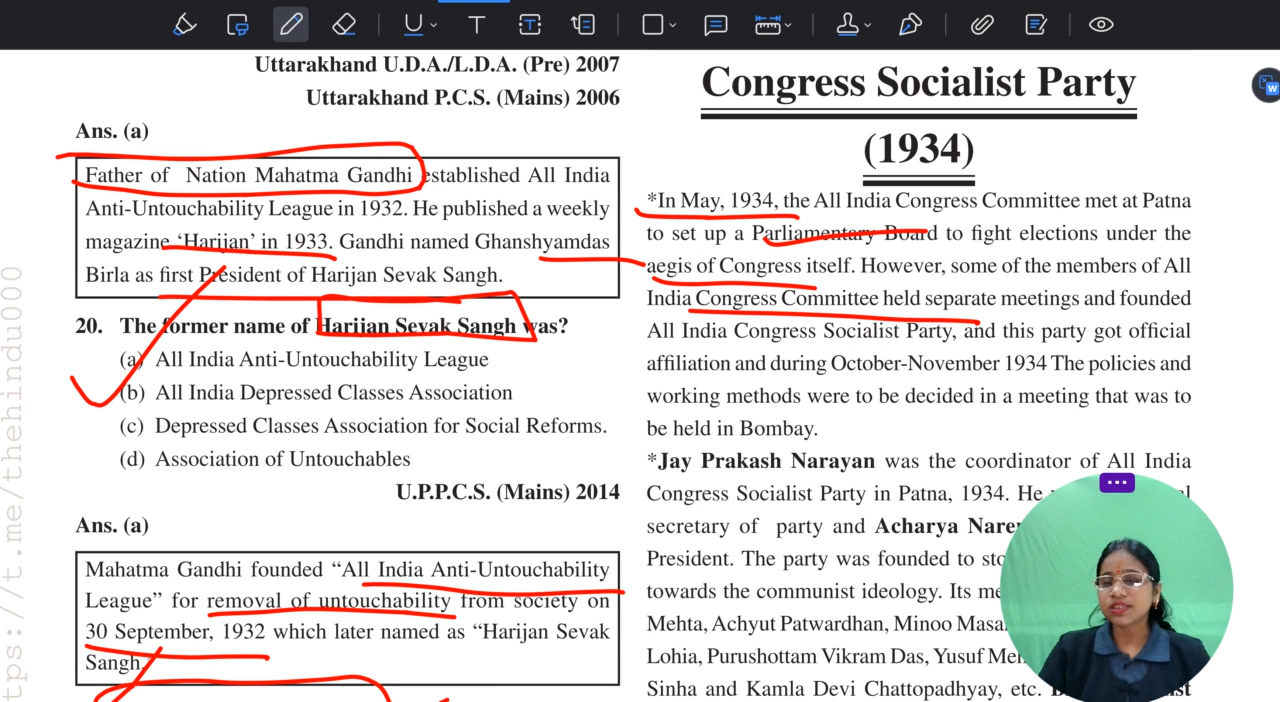 Uttarakhand U.D.A./L.D.A. (Pre) 2007
Uttarakhand P.C.S. (Mains) 2006
Ans. (a)
Father of Nation Mahatma Gandhi established All India
Anti-Untouchability League in 1932. He published a weekly
magazine ‘Harijan’ in 1933. Gandhi named Ghanshyamdas
Birla as first President of Harijan Sevak Sangh.
20. The former name of Harijan Sevak Sangh was?
(a) All India Anti-Untouchability League
(b) All India Depressed Classes Association
(c) Depressed Classes Association for Social Reforms.
(d) Association of Untouchables
U.P.P.C.S. (Mains) 2014
Ans. (a)
Mahatma Gandhi founded “All India Anti-Untouchability
League” for removal of untouchability from society on
30 September, 1932 which later named as “Harijan Sevak
Sangh.
Congress Socialist Party
(1934)
*In May, 1934, the All India Congress Committee met at Patna
to set up a Parliamentary Board to fight elections under the
aegis of Congress itself. However, some of the members of All
India Congress Committee held separate meetings and founded
All India Congress Socialist Party, and this party got official
affiliation and during October-November 1934 The policies and
working methods were to be decided in a meeting that was to
be held in Bombay.
*Jay Prakash Narayan was the coordinator of All India
Congress Socialist Party in Patna, 1934. He
secretary of party and Acharya
President. The party was founded to
towards the communist ideology. Its
Mehta, Achyut Patwardhan, Minoo
Lohia, Purushottam Vikram Das, Yusuf
Sinha and Kamla Devi Chattopadhyay, etc.
tps://t.me/thehindu000